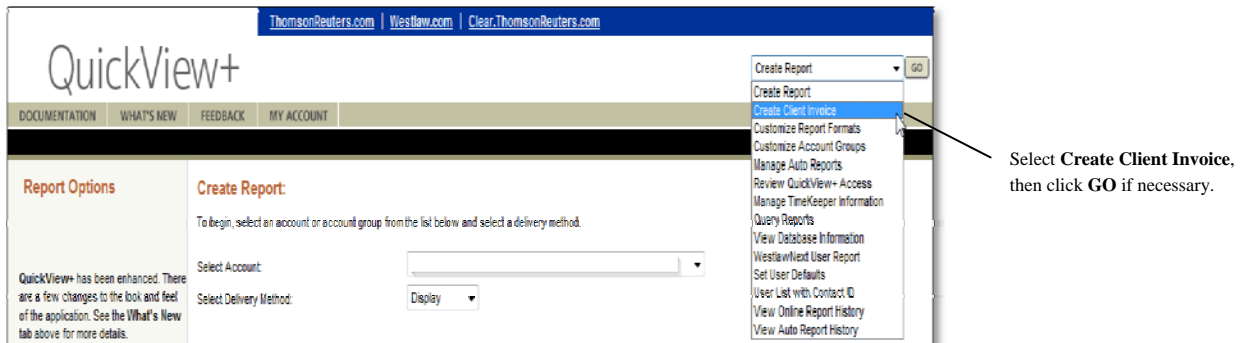 ThomsonReuters.com | Westlaw.com | Clear.ThomsonReuters.com
QuickView+
Create Report GO
DOCUMENTATION WHAT'S NEW FEEDBACK MY ACCOUNT
Create Report
Create Client Invoice
Customize Report Formats
Customize Account Groups
Manage Auto Reports
Review QuickView+ Access
Manage TimeKeeper Information
Query Reports
View Database Information
WestlawNext User Report
Set User Defaults
User List with Contact ID
View Online Report History
View Auto Report History
Select Create Client Invoice,
then click GO if necessary.
Report Options
QuickView+ has been enhanced. There
are a few changes to the look and feel
of the application. See the What's New
tab above for more details.
Create Report:
To begin, select an account or account group from the list below and select a delivery method.
Select Account:
Select Delivery Method: Display